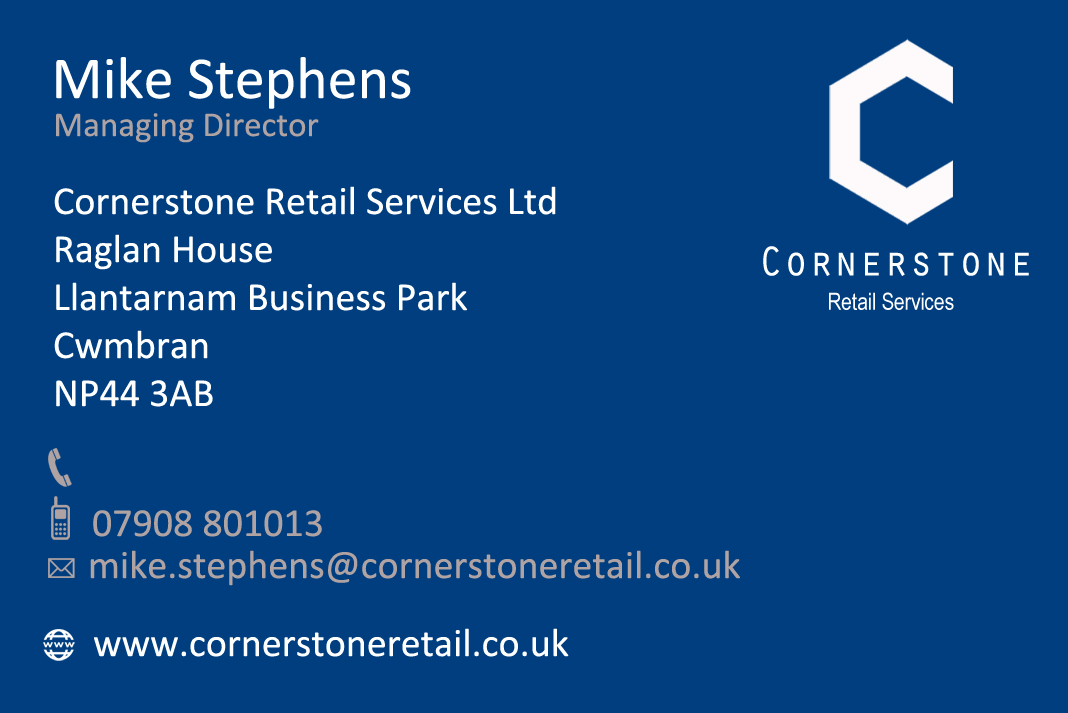 Mike Stephens
Managing Director
Cornerstone Retail Services Ltd
Raglan House
Llantarnam Business Park
Cwmbran
NP44 3AB
07908 801013
mike.stephens@cornerstoneretail.co.uk
www
www.cornerstoneretail.co.uk
C
CORNERSTONE
Retail Services